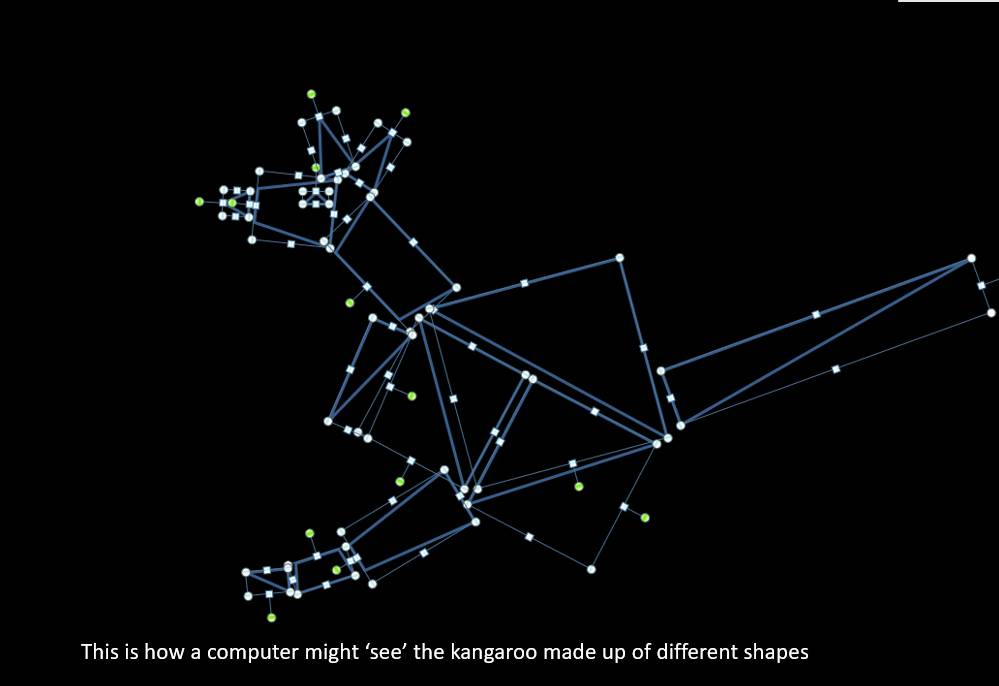 This is how a computer might ‘see’ the kangaroo made up of different shapes